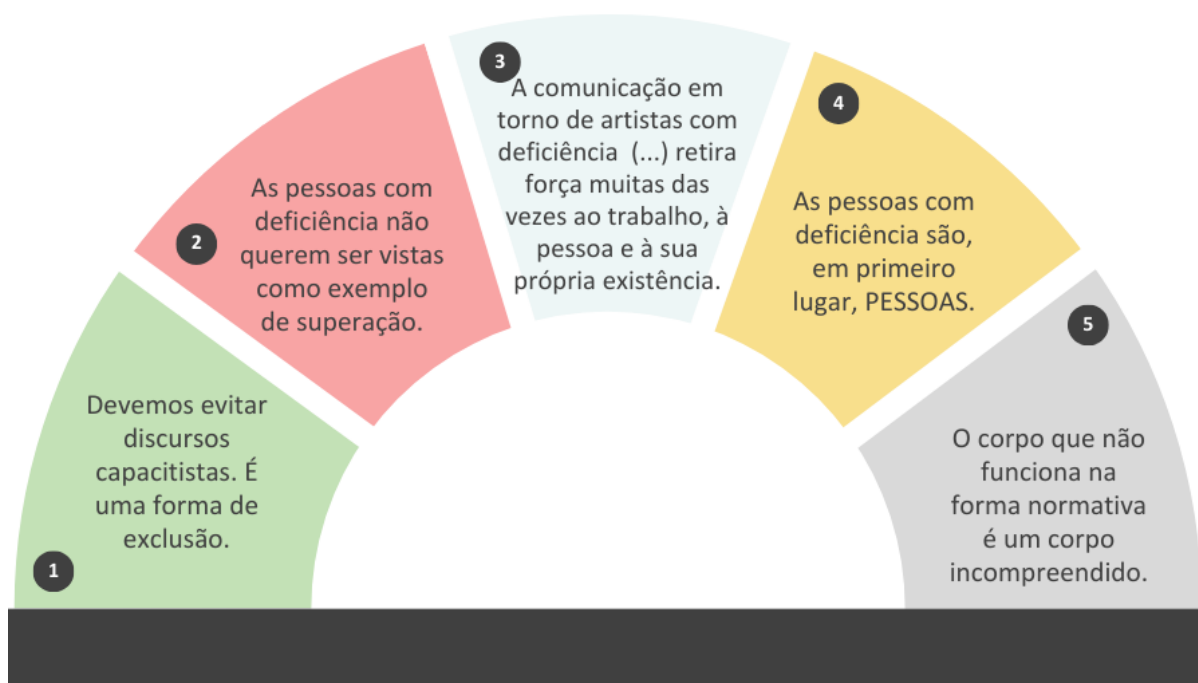 1
Devemos evitar
discursos
capacitistas. É
uma forma de
exclusão.
2
As pessoas com
deficiência não
querem ser vistas
como exemplo
de superação.
3
A comunicação em
torno de artistas com
deficiência (...) retira
força muitas das
vezes ao trabalho, à
pessoa e à sua
própria existência.
4
As pessoas com
deficiência são,
em primeiro
lugar, PESSOAS.
5
O corpo que não
funciona na
forma normativa
é um corpo
incompreendido.